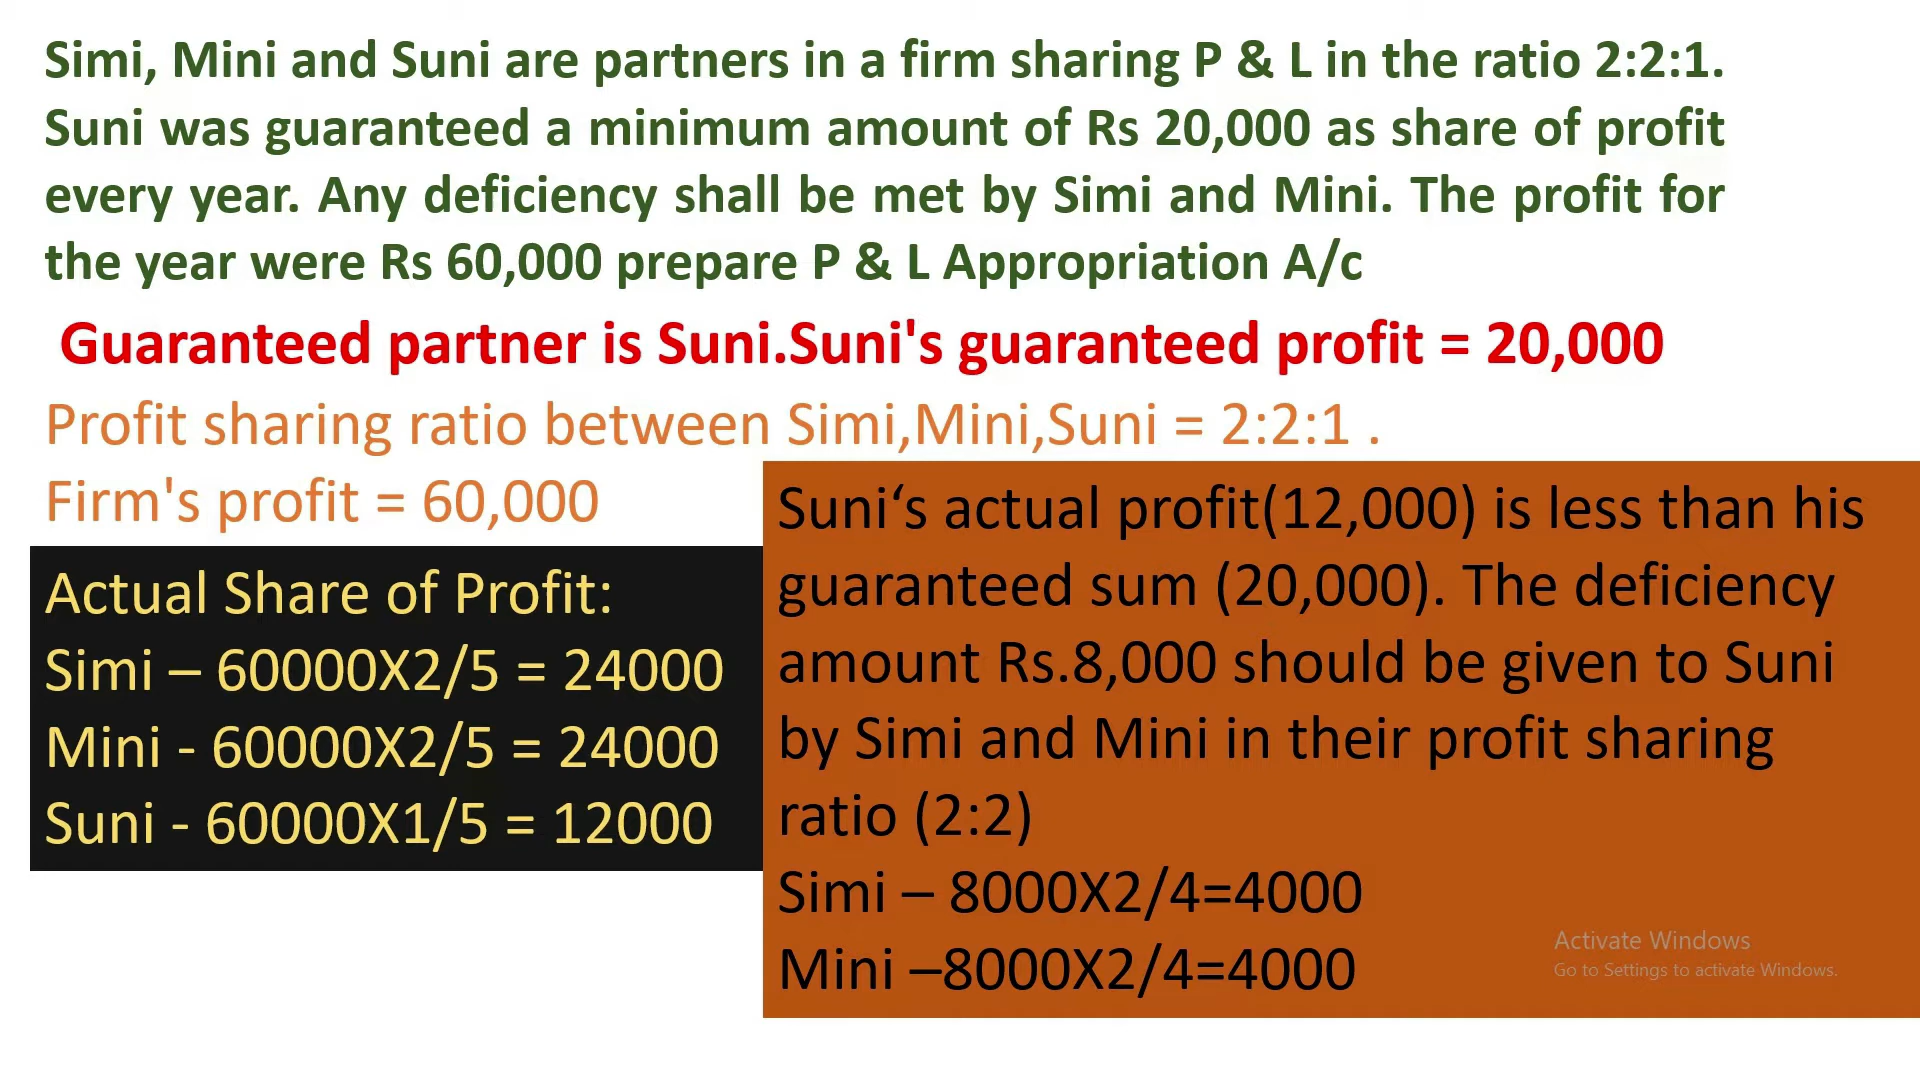 Simi, Mini and Suni are partners in a firm sharing P & L in the ratio 2:2:1.
Suni was guaranteed a minimum amount of Rs 20,000 as share of profit
every year. Any deficiency shall be met by Simi and Mini. The profit for
the year were Rs 60,000 prepare P & L Appropriation A/c
Guaranteed partner is Suni.Suni's guaranteed profit = 20,000
Profit sharing ratio between Simi,Mini,Suni = 2:2:1 .
Firm's profit = 60,000
Actual Share of Profit:
Simi – 60000X2/5 = 24000
Mini - 60000X2/5 = 24000
Suni - 60000X1/5 = 12000
Suni‘s actual profit(12,000) is less than his
guaranteed sum (20,000). The deficiency
amount Rs.8,000 should be given to Suni
by Simi and Mini in their profit sharing
ratio (2:2)
Simi – 8000X2/4=4000
Mini –8000X2/4=4000
Activate Windows
Go to Settings to activate Windows.